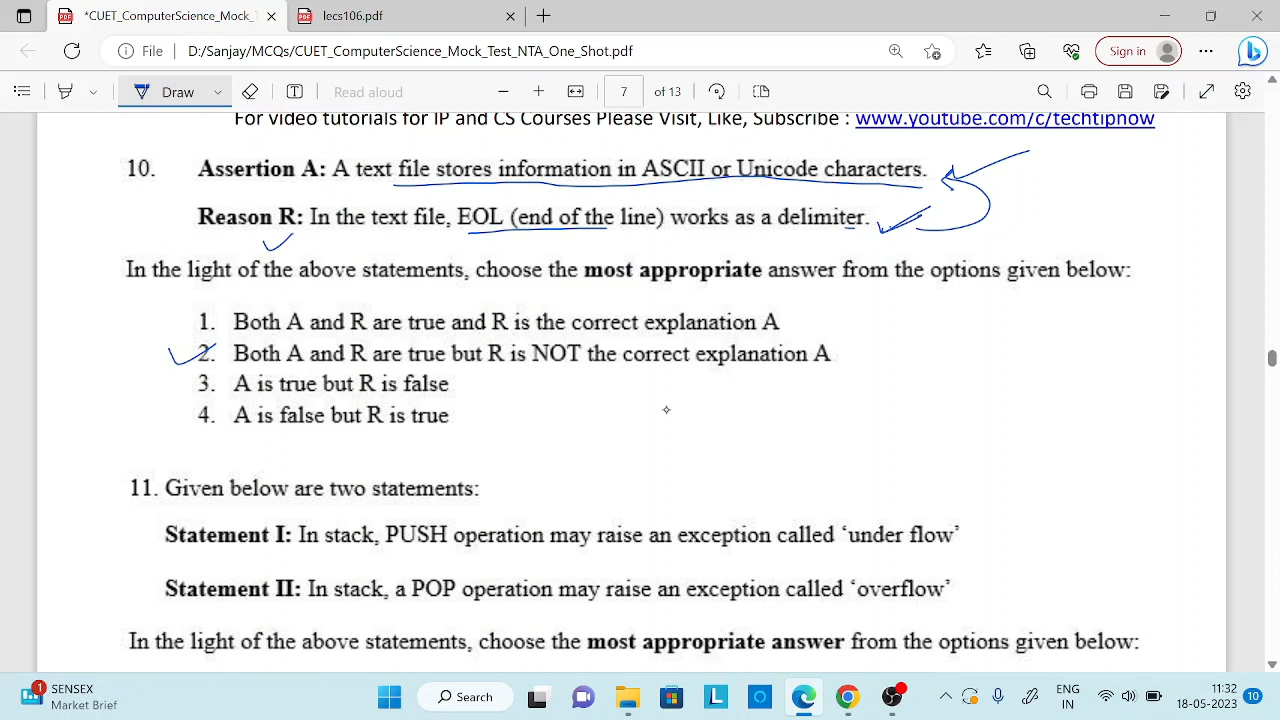 *CUET_ComputerScience_Mock_T
lecs106.pdf
File
D:/Sanjay/MCQs/CUET_ComputerScience_Mock_Test_NTA_One_Shot.pdf
Sign in
Draw
Read aloud
7 of 13
For video tutorials for IP and CS Courses Please Visit, Like, Subscribe : www.youtube.com/c/techtipnow
10. Assertion A: A text file stores information in ASCII or Unicode characters.
Reason R: In the text file, EOL (end of the line) works as a delimiter.
In the light of the above statements, choose the most appropriate answer from the options given below:
1. Both A and R are true and R is the correct explanation A
2. Both A and R are true but R is NOT the correct explanation A
3. A is true but R is false
4. A is false but R is true
11. Given below are two statements:
Statement I: In stack, PUSH operation may raise an exception called ‘under flow’
Statement II: In stack, a POP operation may raise an exception called ‘overflow’
In the light of the above statements, choose the most appropriate answer from the options given below:
1
SENSEX
Market Brief
Search
L
ENG
IN
11:32
18-05-2023
10